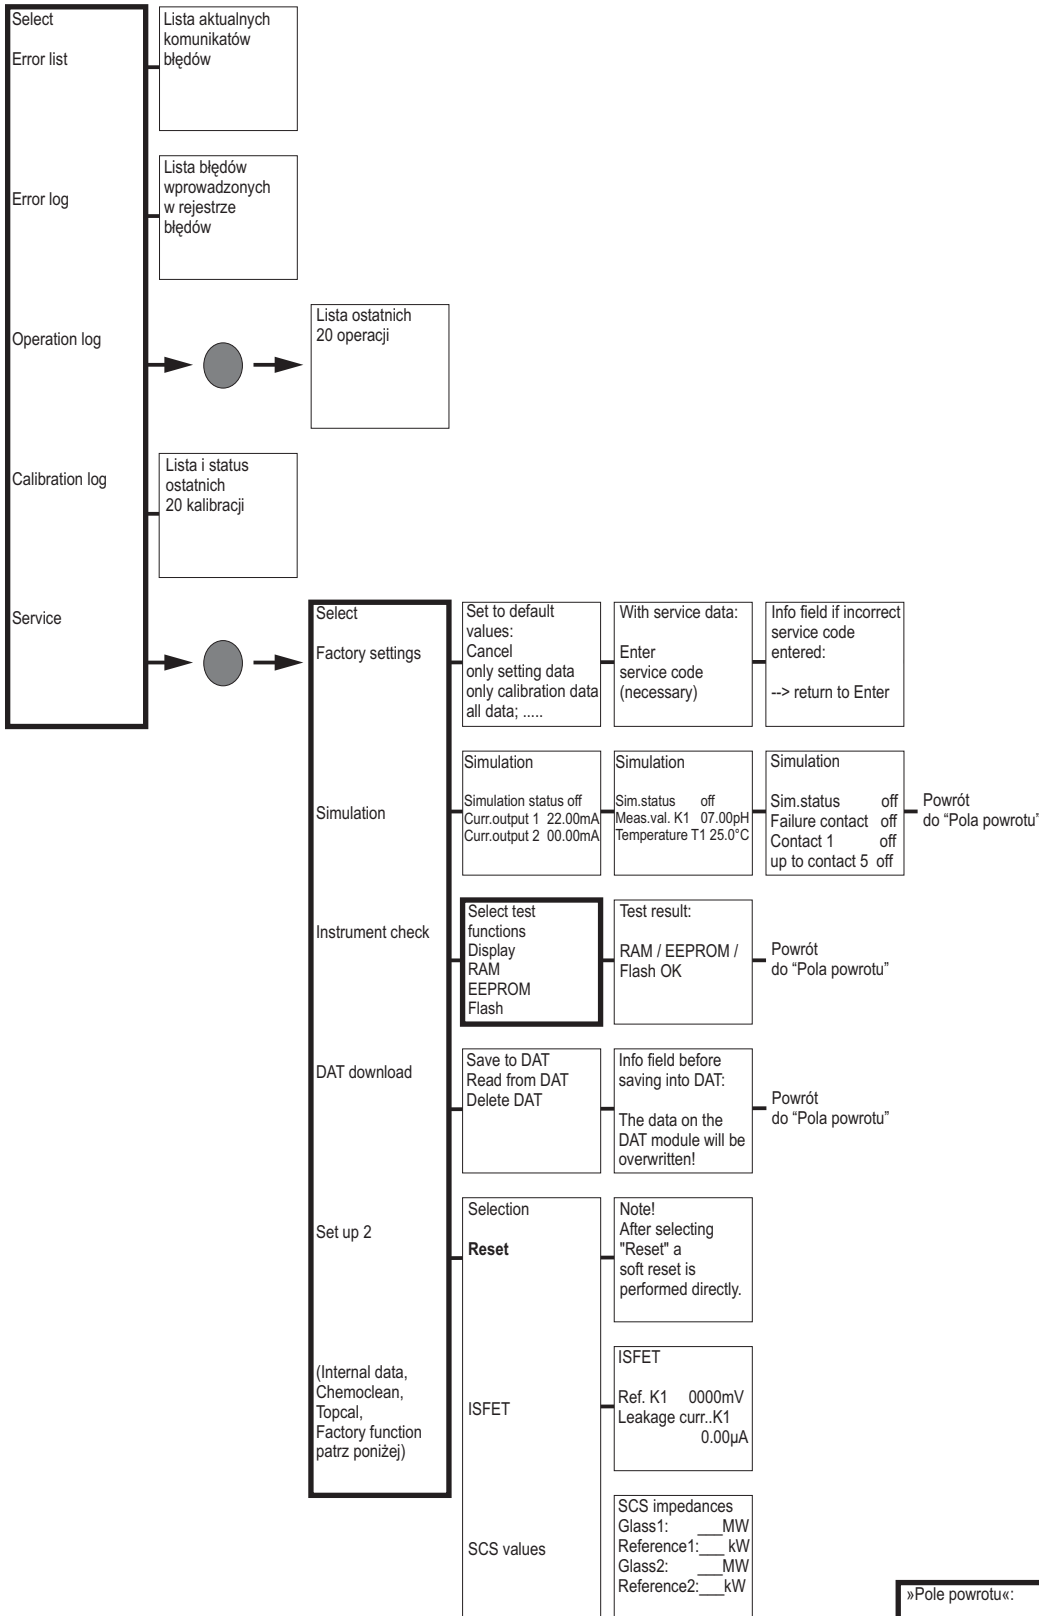 Select
Error list
Lista aktualnych
komunikatów
błędów
Error log
Lista błędów
wprowadzonych
w rejestrze
błędów
Operation log
Lista ostatnich
20 operacji
Calibration log
Lista i status
ostatnich
20 kalibracji
Service
Select
Factory settings
Set to default
values:
Cancel
only setting data
only calibration data
all data; .....
With service data:
Enter
service code
(necessary)
Info field if incorrect
service code
entered:
--> return to Enter
Simulation
Simulation
Simulation status off
Curr.output 1 22.00mA
Curr.output 2 00.00mA
Simulation
Sim.status off
Meas.val. K1 07.00pH
Temperature T1 25.0°C
Simulation
Sim.status off
Failure contact off
Contact 1 off
up to contact 5 off
Powrót
do “Pola powrotu”
Instrument check
Select test
functions
Display
RAM
EEPROM
Flash
Test result:
RAM / EEPROM /
Flash OK
Powrót
do “Pola powrotu”
DAT download
Save to DAT
Read from DAT
Delete DAT
Info field before
saving into DAT:
The data on the
DAT module will be
overwritten!
Powrót
do “Pola powrotu”
Set up 2
Selection
Reset
Note!
After selecting
"Reset" a
soft reset is
performed directly.
(Internal data,
Chemoclean,
Topcal,
Factory function
patrz poniżej)
ISFET
ISFET
Ref. K1 0000mV
Leakage curr..K1
0.00µA
SCS values
SCS impedances
Glass1: ___MW
Reference1:___ kW
Glass2: ___MW
Reference2:___kW
»Pole powrotu«: